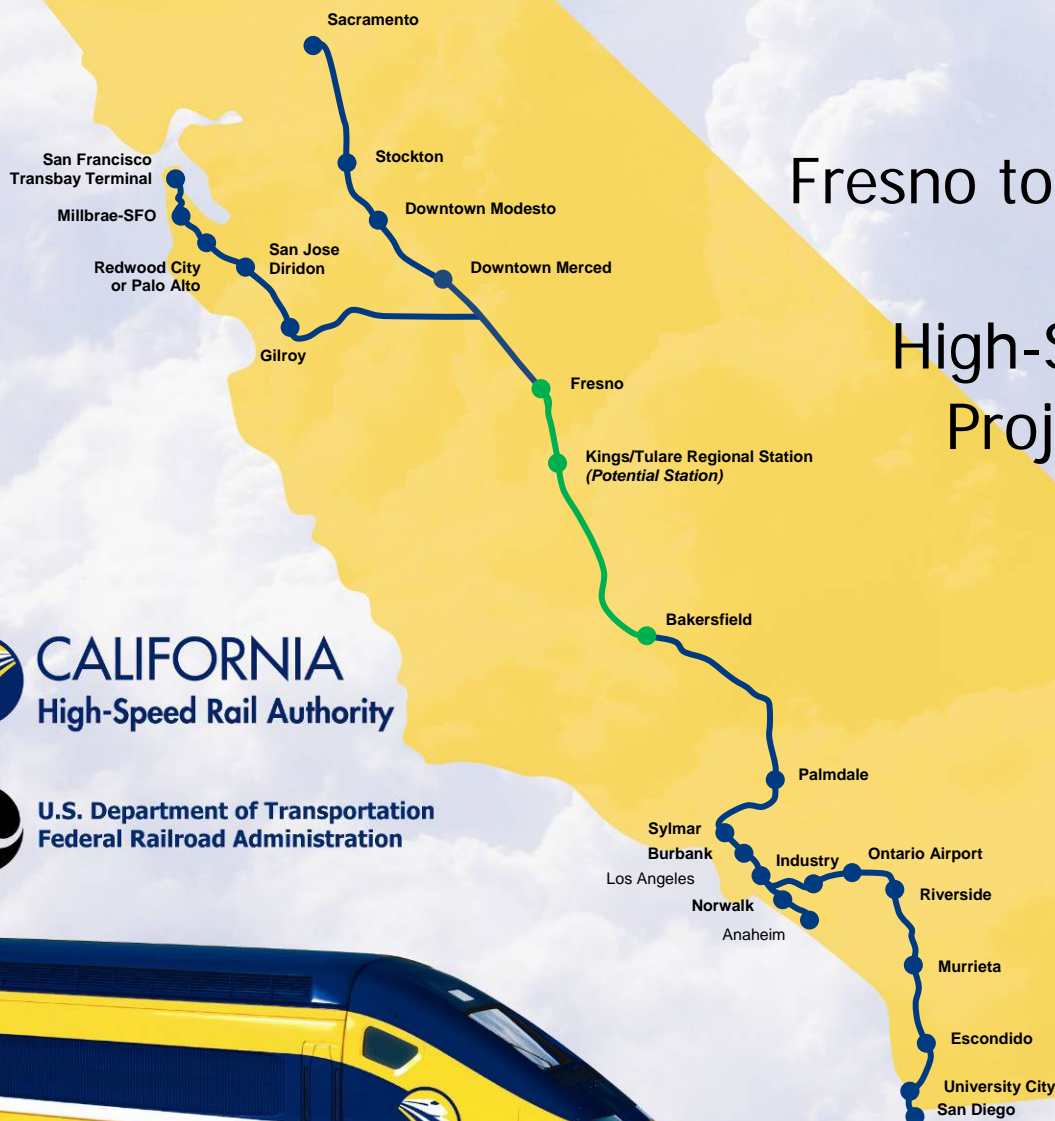 Sacramento
San Francisco
Transbay Terminal
Stockton
Fresno to
Millbrae-SFO
Downtown Modesto
San Jose
Diridon
Redwood City
or Palo Alto
Downtown Merced
Gilroy
High-S
Fresno
Proj
Kings/Tulare Regional Station
(Potential Station)
Bakersfield
CALIFORNIA
High-Speed Rail Authority
Palmdale
U.S. Department of Transportation
Federal Railroad Administration
Sylmar
Burbank
Industry
Ontario Airport
Los Angeles
Riverside
Norwalk
Anaheim
Murrieta
Escondido
University City
San Diego